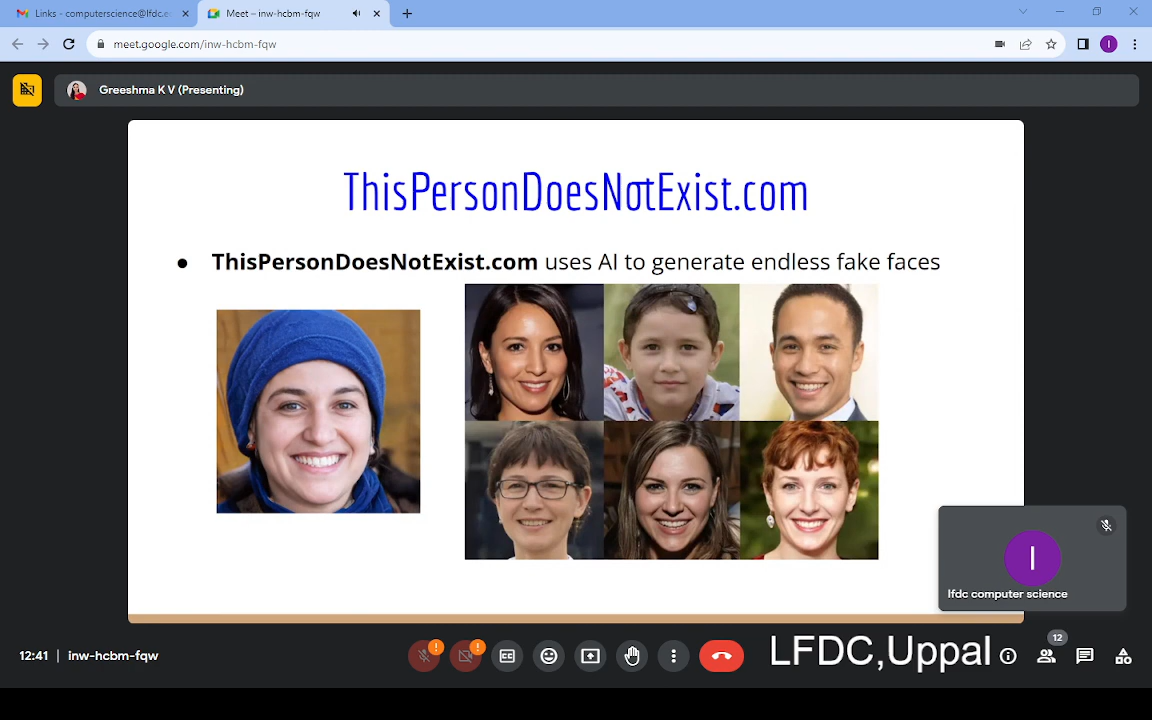 Links - computerscience@lfdc.e
Meet – inw-hcbm-fqw
meet.google.com/inw-hcbm-fqw
I
Greeshma K V (Presenting)
ThisPersonDoesNotExist.com
● ThisPersonDoesNotExist.com uses AI to generate endless fake faces
I
lfdc computer science
12:41 | inw-hcbm-fqw
CC
LFDC,Uppal
12